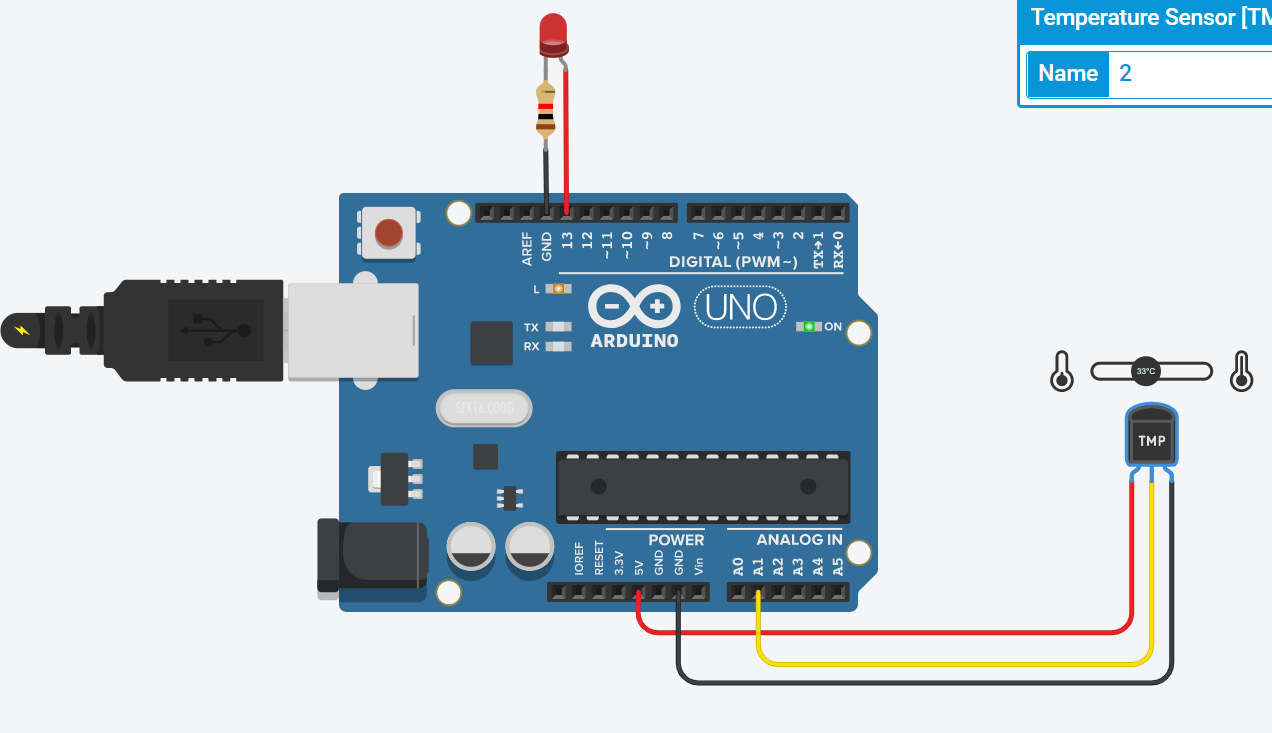 Temperature Sensor [TM
Name 2
AREF GND 13 12 ~11 ~10 ~9 8 7 ~6 ~5 4 ~3 2 TX→1 RX←0
DIGITAL (PWM~)
L
TX
RX
ARDUINO
UNO
ON
33°C
SPK16.000G
TMP
POWER
ANALOG IN
IOREF RESET 3.3V 5V GND GND Vin A0 A1 A2 A3 A4 A5